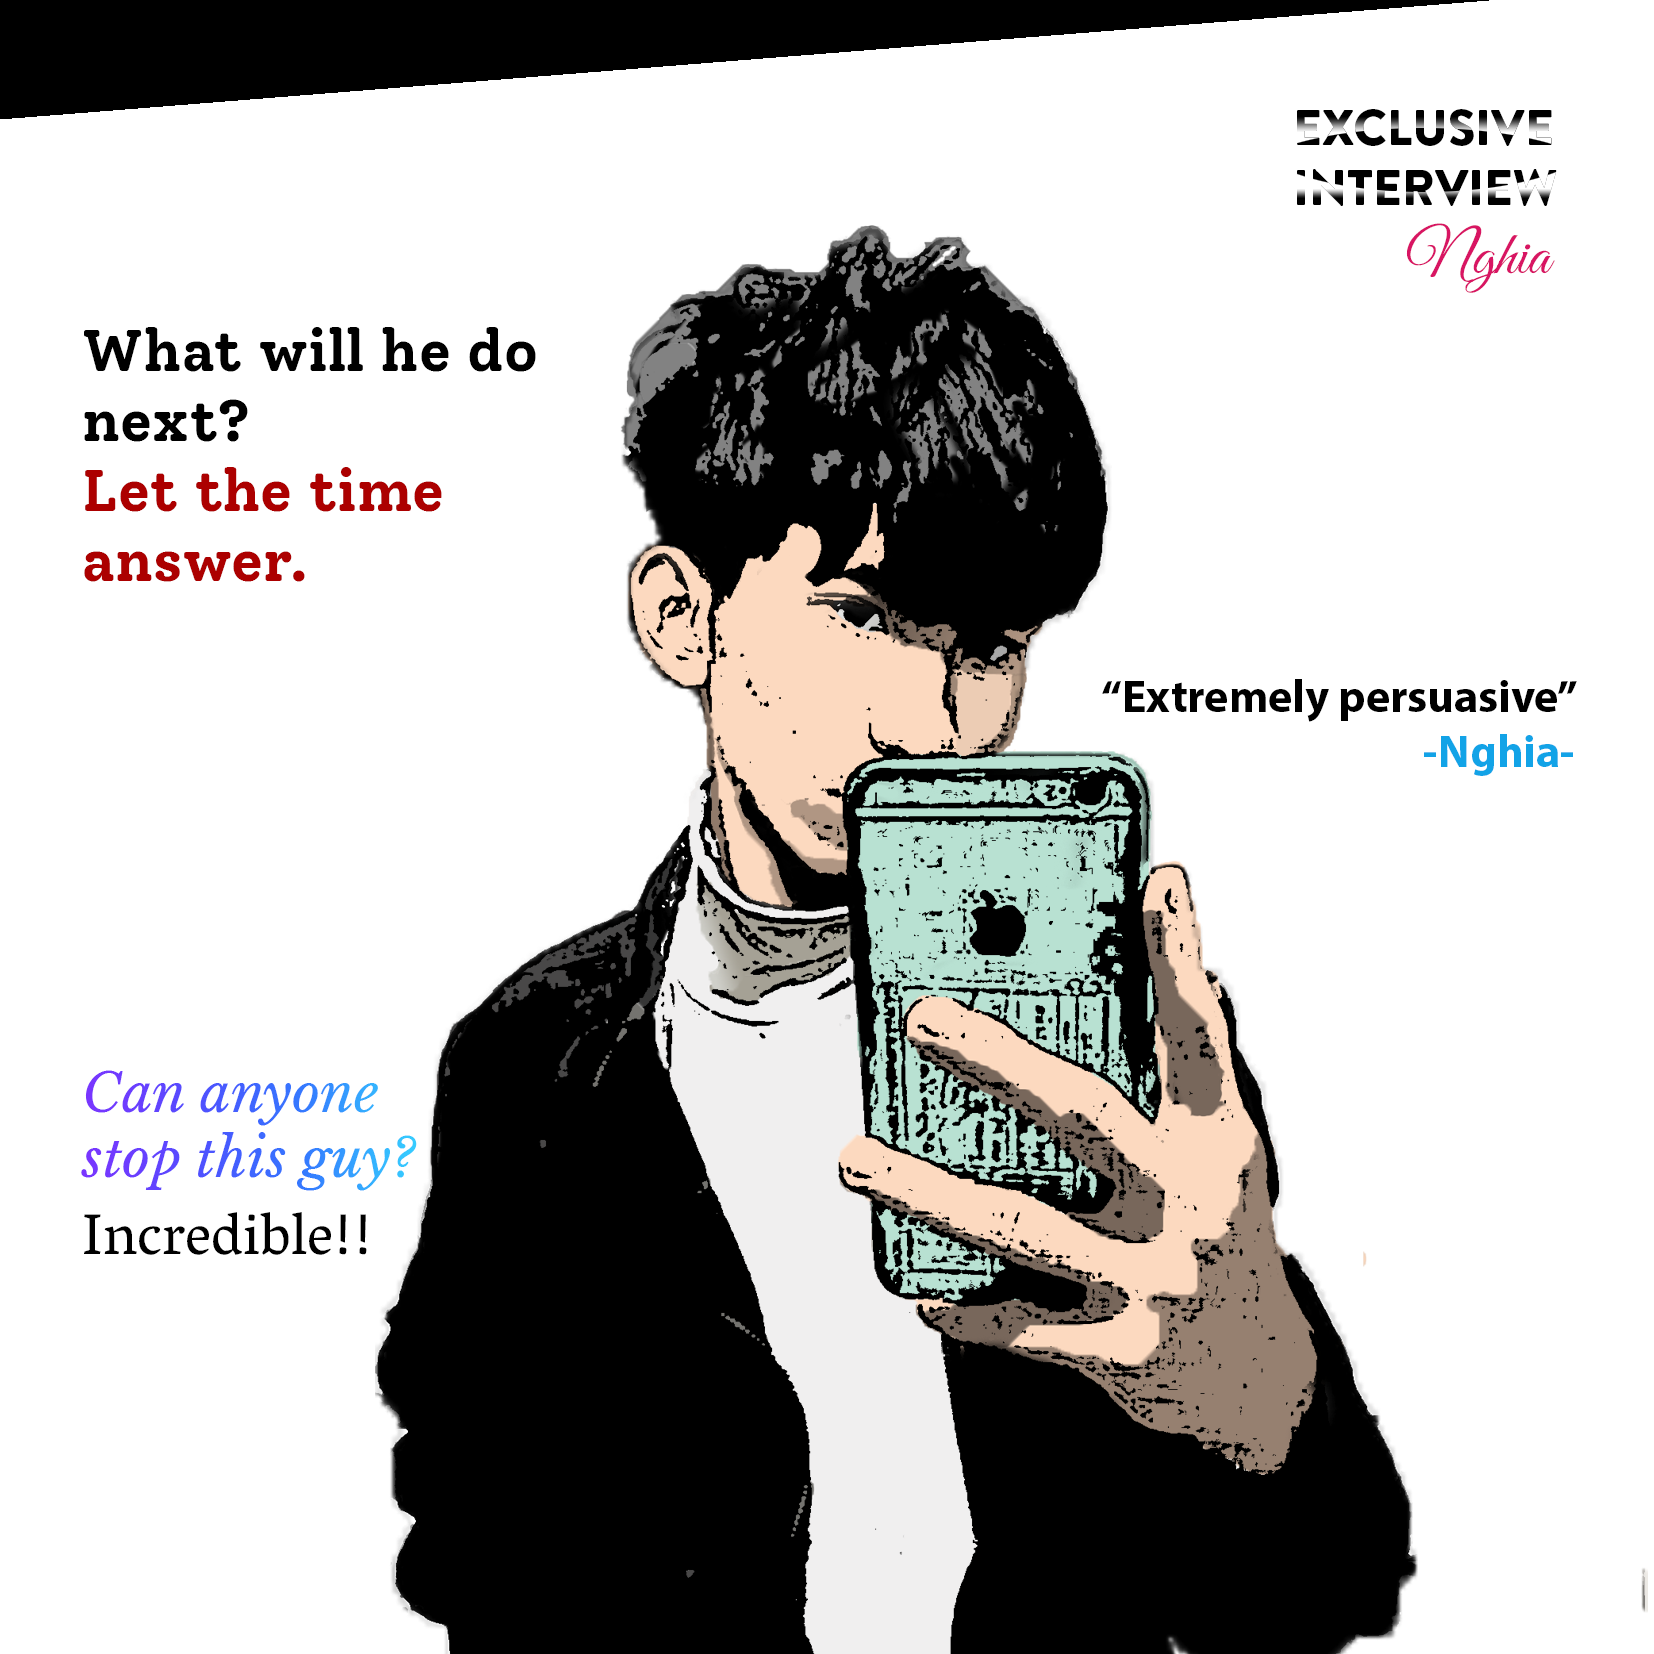 EXCLUSIVE
INTERVIEW
Nghia
What will he do
next?
Let the time
answer.
“Extremely persuasive”
-Nghia-
Can anyone
stop this guy?
Incredible!!